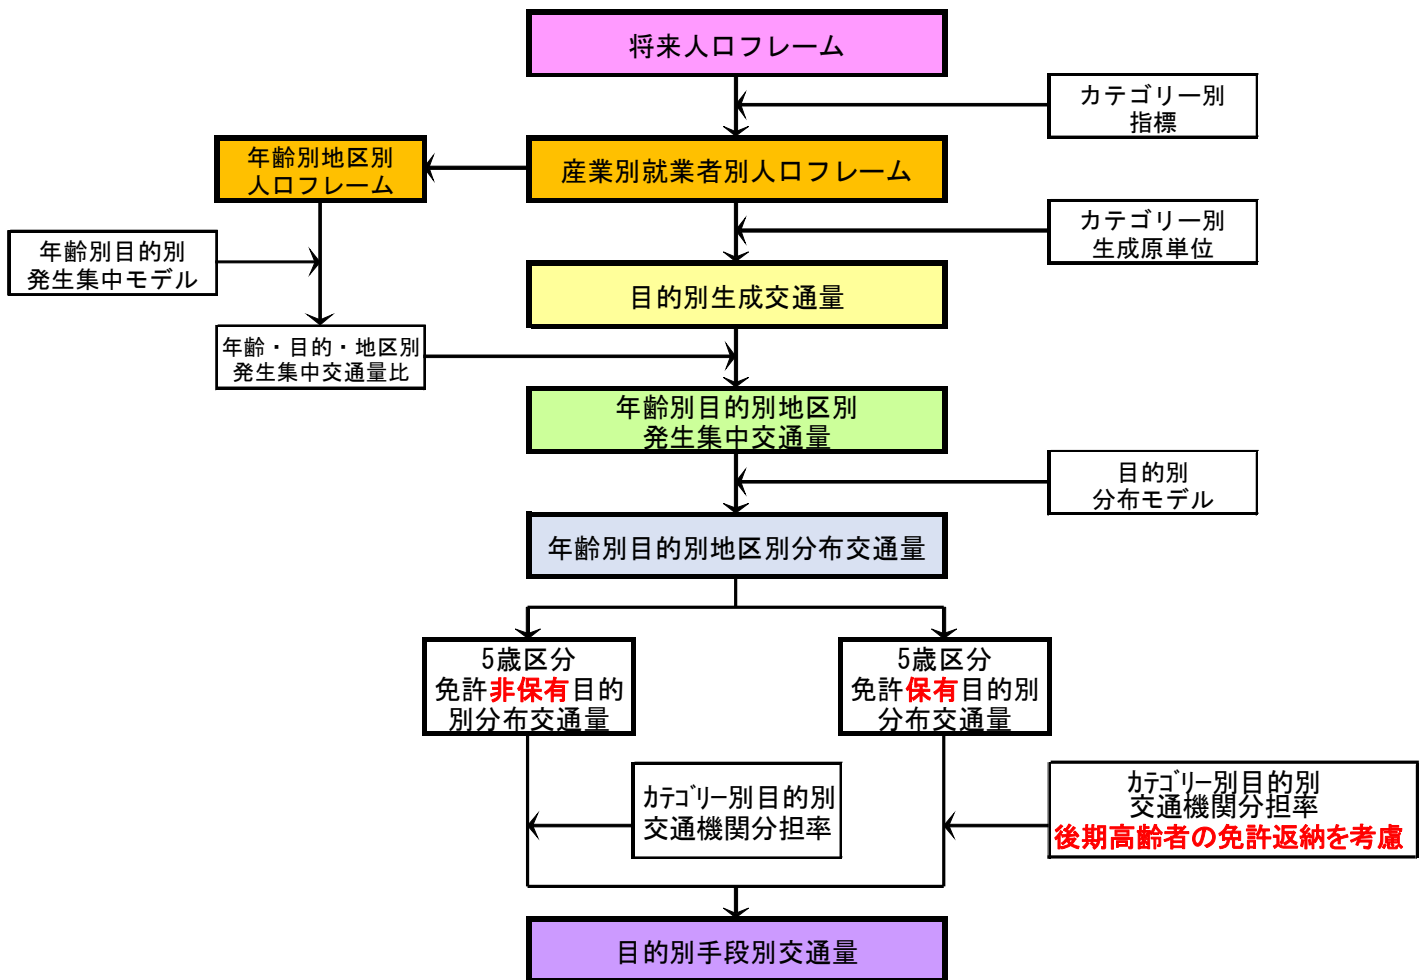 将来人口フレーム
カテゴリー別
指標
年齢別地区別
人口フレーム
産業別就業者別人口フレーム
カテゴリー別
生成原単位
年齢別目的別
発生集中モデル
目的別生成交通量
年齢・目的・地区別
発生集中交通量比
年齢別目的別地区別
発生集中交通量
目的別
分布モデル
年齢別目的別地区別分布交通量
5歳区分
免許非保有目的
別分布交通量
5歳区分
免許保有目的別
分布交通量
ｶﾃｺﾞﾘｰ別目的別
交通機関分担率
ｶﾃｺﾞﾘｰ別目的別
交通機関分担率
後期高齢者の免許返納を考慮
目的別手段別交通量